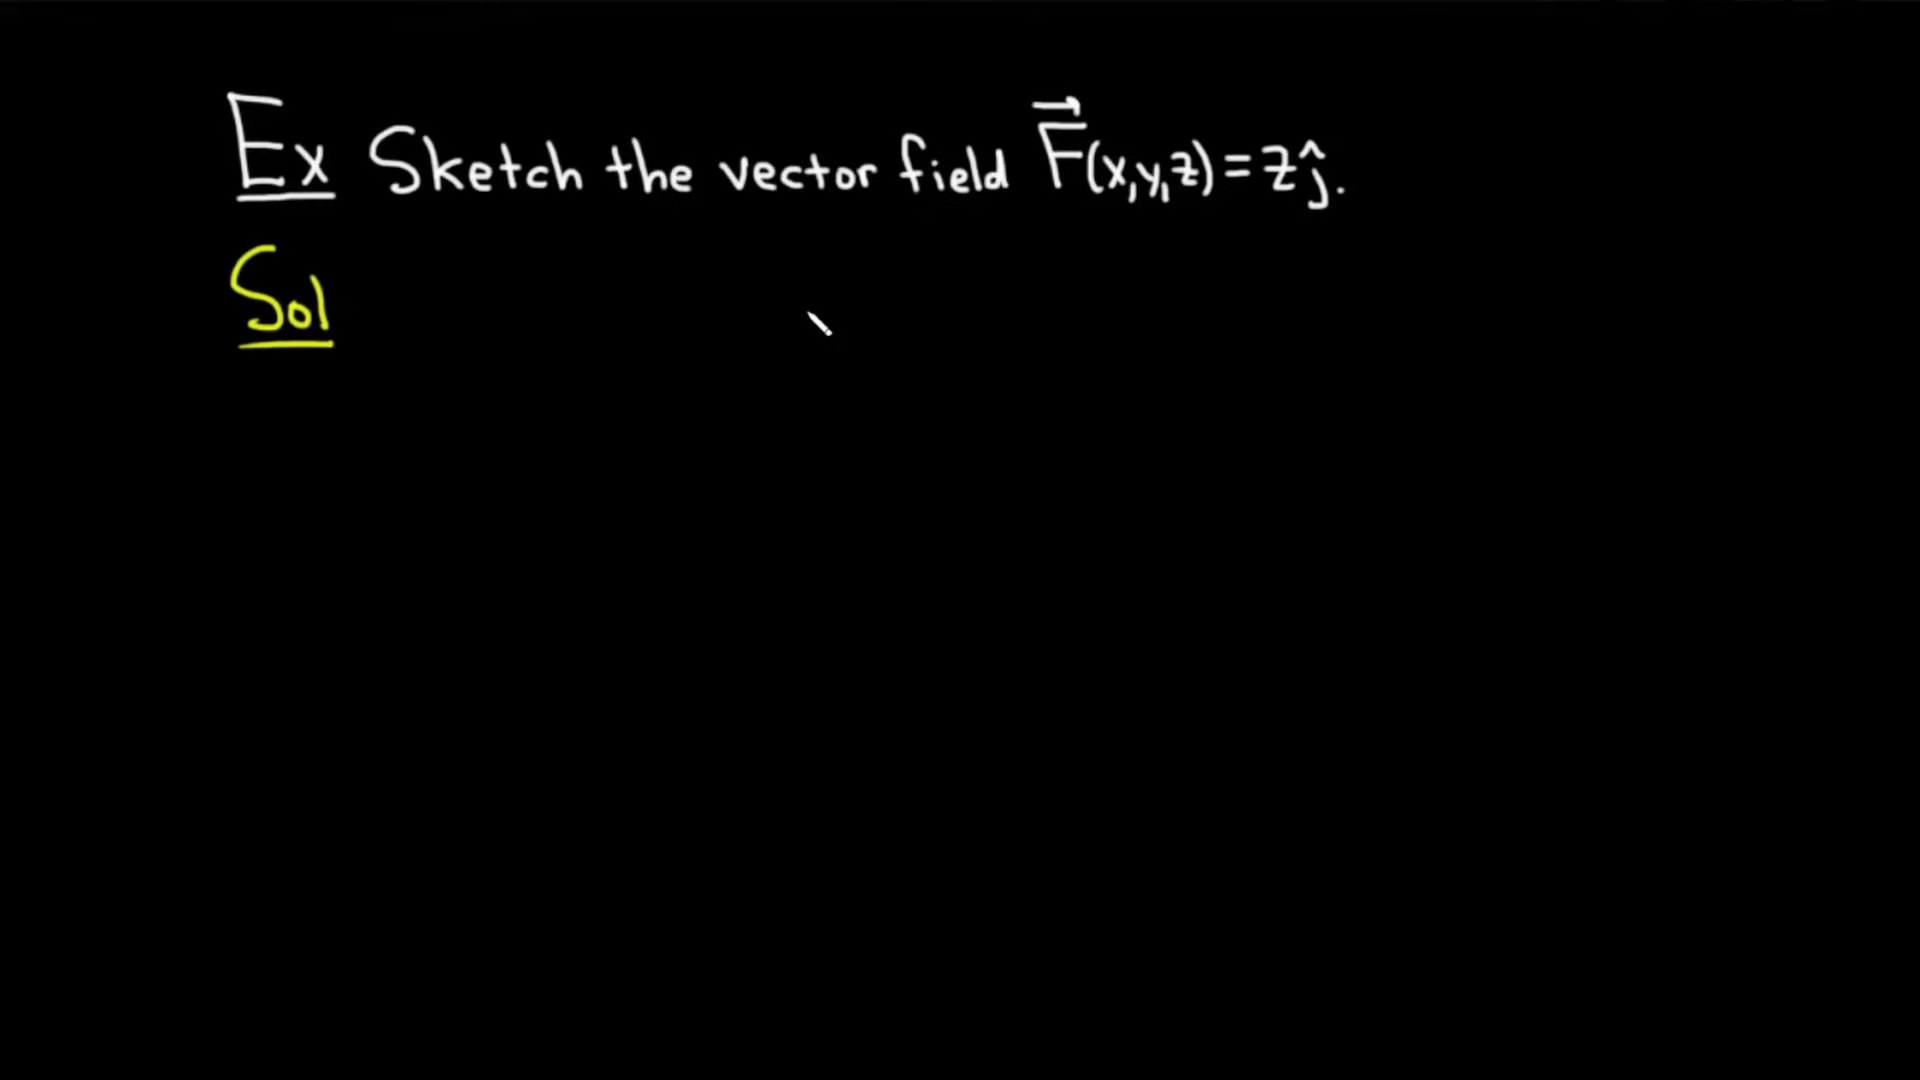 Ex Sketch the vector field F⃗(x,y,z)=zĵ.
Sol